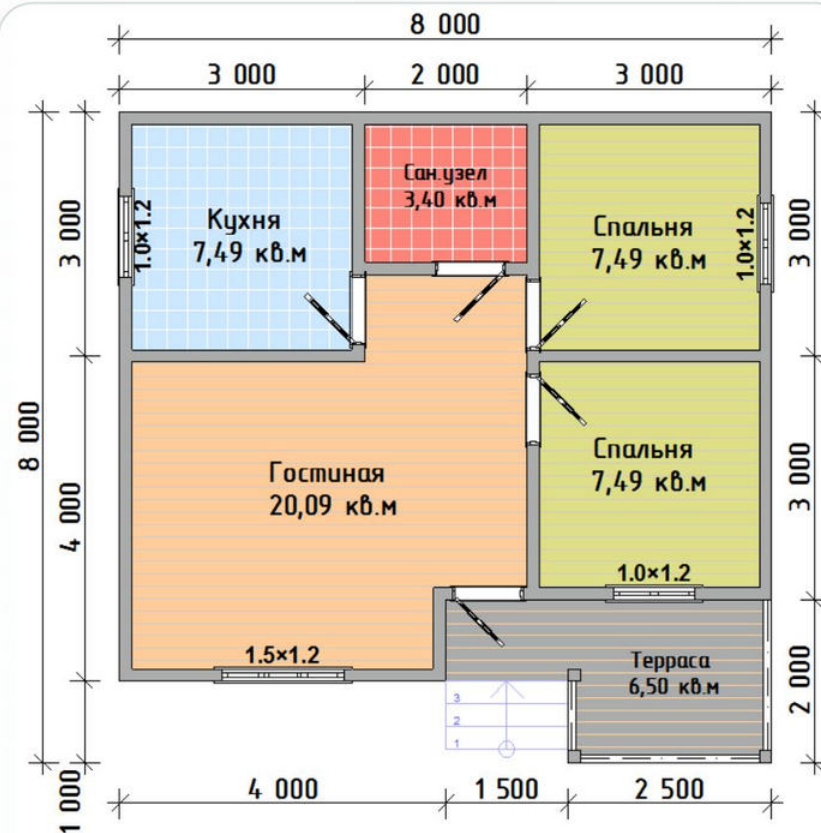 8 000
3 000
2 000
3 000
Кухня
7,49 кв.м
1.0×1.2
Сан.узел
3,40 кв.м
Спальня
7,49 кв.м
1.0×1.2
3 000
3 000
8 000
4 000
Гостиная
20,09 кв.м
Спальня
7,49 кв.м
3 000
1.0×1.2
1.5×1.2
Терраса
6,50 кв.м
2 000
3
2
1
1 000
4 000
1 500
2 500